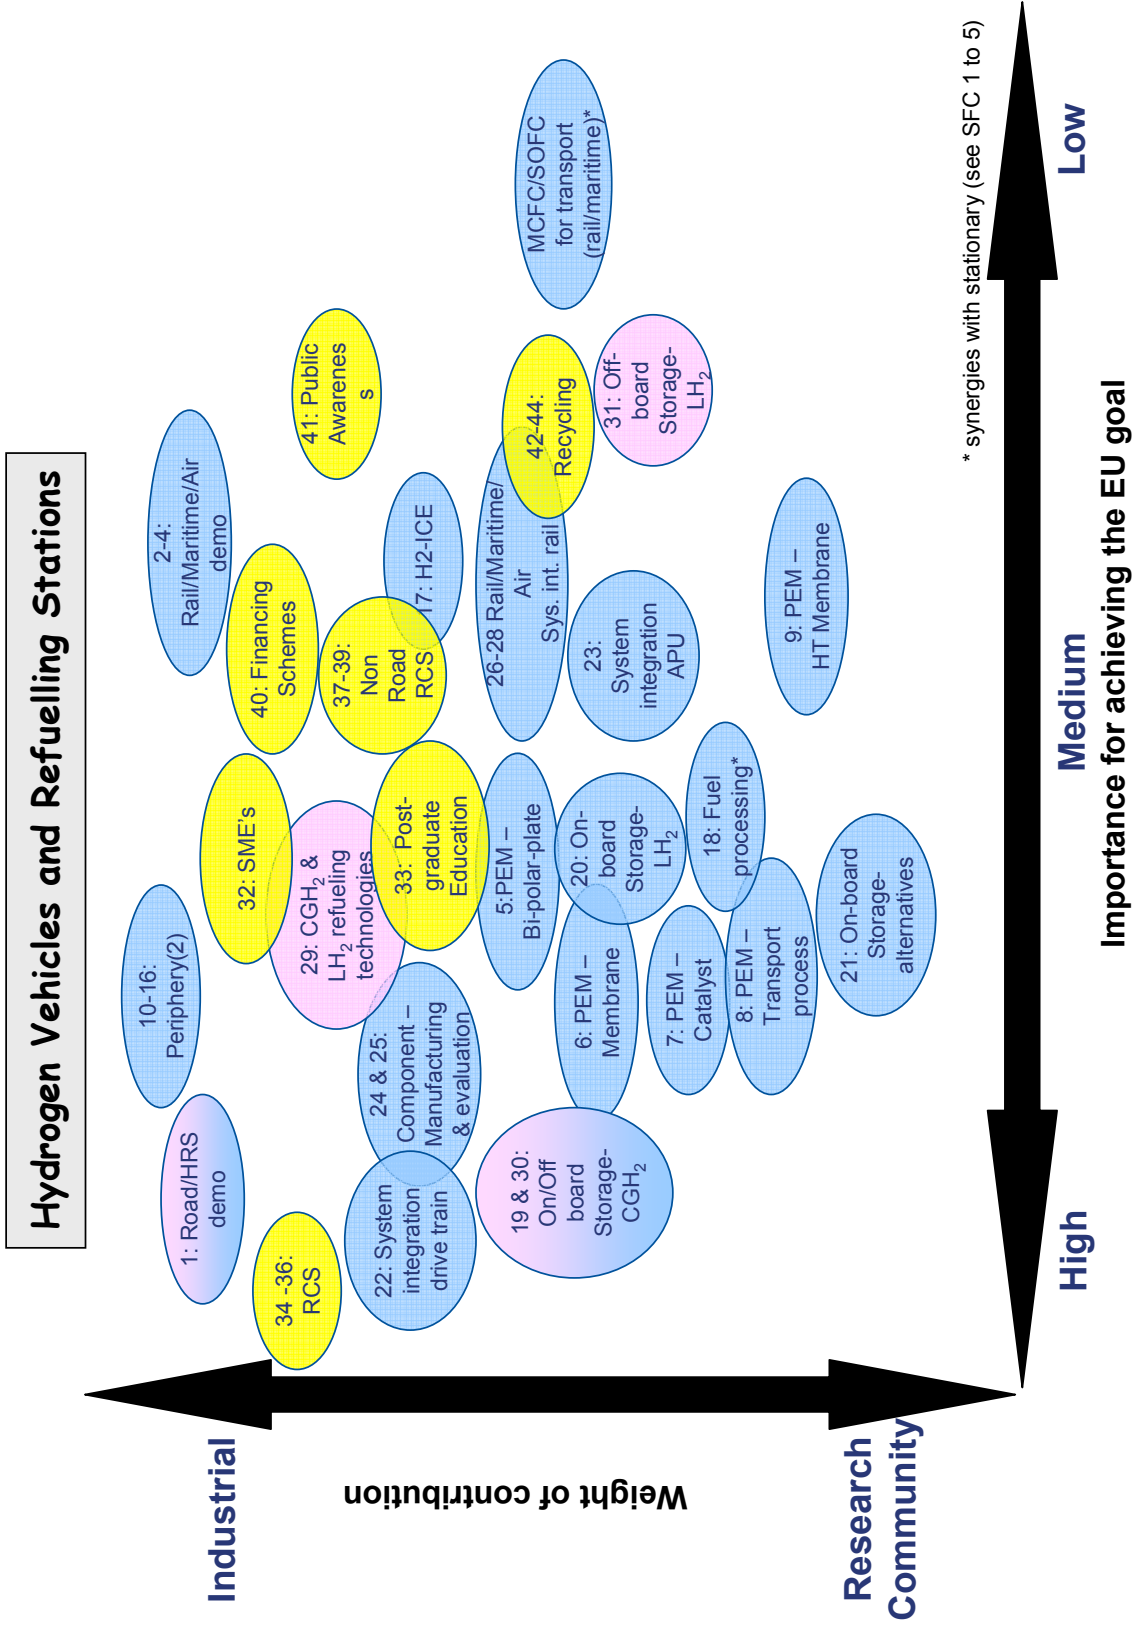 Hydrogen Vehicles and Refuelling Stations
Industrial
Weight of contribution
Research
Community
1: Road/HRS
demo
10-16:
Periphery(2)
2-4:
Rail/Maritime/Air
demo
34 -36:
RCS
32: SME's
40: Financing
Schemes
41: Public
Awarenes
s
29: CGH₂ &
LH₂ refueling
technologies
37-39:
Non
Road
RCS
17: H2-ICE
22: System
integration
drive train
24 & 25:
Component –
Manufacturing
& evaluation
33: Post-
graduate
Education
26-28 Rail/Maritime/
Air
Sys. int. rail
42-44:
Recycling
MCFC/SOFC
for transport
(rail/maritime)*
19 & 30:
On/Off
board
Storage-
CGH₂
5:PEM –
Bi-polar-plate
6: PEM –
Membrane
20: On-
board
Storage-
LH₂
23:
System
integration
APU
31: Off-
board
Storage-
LH₂
7: PEM –
Catalyst
18: Fuel
processing*
8: PEM –
Transport
process
9: PEM –
HT Membrane
21: On-board
Storage-
alternatives
* synergies with stationary (see SFC 1 to 5)
High
Medium
Low
Importance for achieving the EU goal